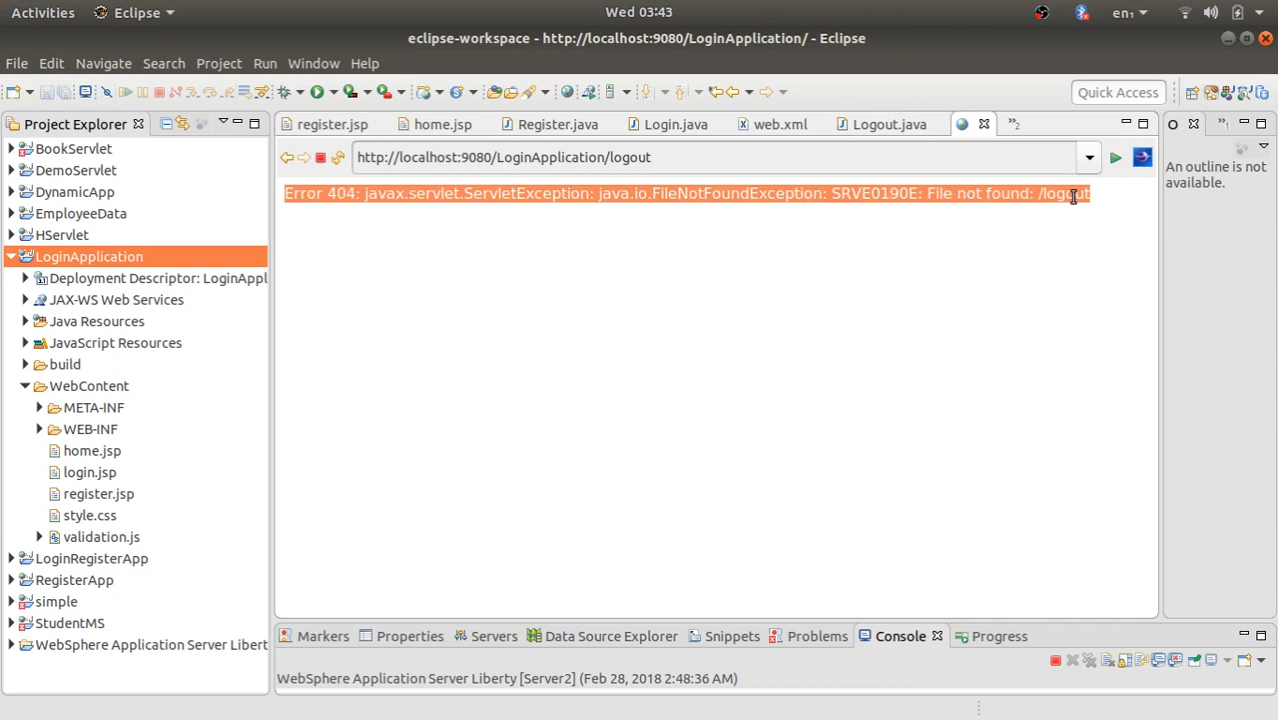 Activities Eclipse Wed 03:43 en₁
eclipse-workspace - http://localhost:9080/LoginApplication/ - Eclipse
File Edit Navigate Search Project Run Window Help
Quick Access
Project Explorer
register.jsp home.jsp Register.java Login.java web.xml Logout.java »2
O »1
http://localhost:9080/LoginApplication/logout
Error 404: javax.servlet.ServletException: java.io.FileNotFoundException: SRVE0190E: File not found: /logout
An outline is not
available.
BookServlet
DemoServlet
DynamicApp
EmployeeData
HServlet
LoginApplication
Deployment Descriptor: LoginAppl
JAX-WS Web Services
Java Resources
JavaScript Resources
build
WebContent
META-INF
WEB-INF
home.jsp
login.jsp
register.jsp
style.css
validation.js
LoginRegisterApp
RegisterApp
simple
StudentMS
WebSphere Application Server Libert
Markers Properties Servers Data Source Explorer Snippets Problems Console Progress
WebSphere Application Server Liberty [Server2] (Feb 28, 2018 2:48:36 AM)